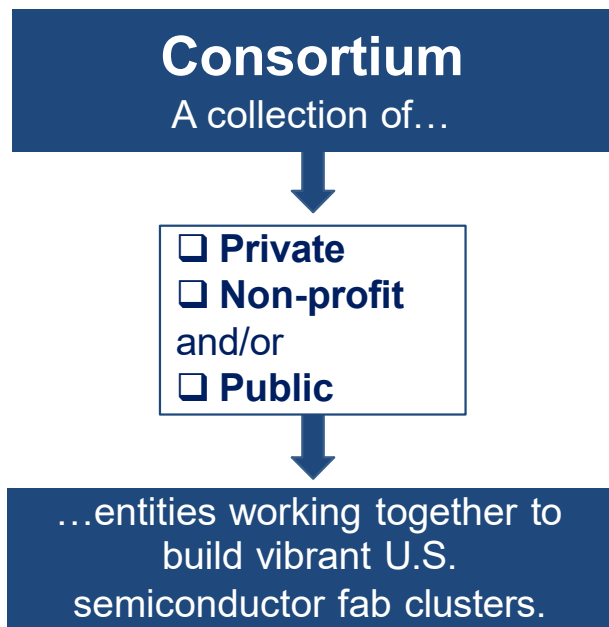 Consortium
A collection of…
❑ Private
❑ Non-profit
and/or
❑ Public
…entities working together to
build vibrant U.S.
semiconductor fab clusters.